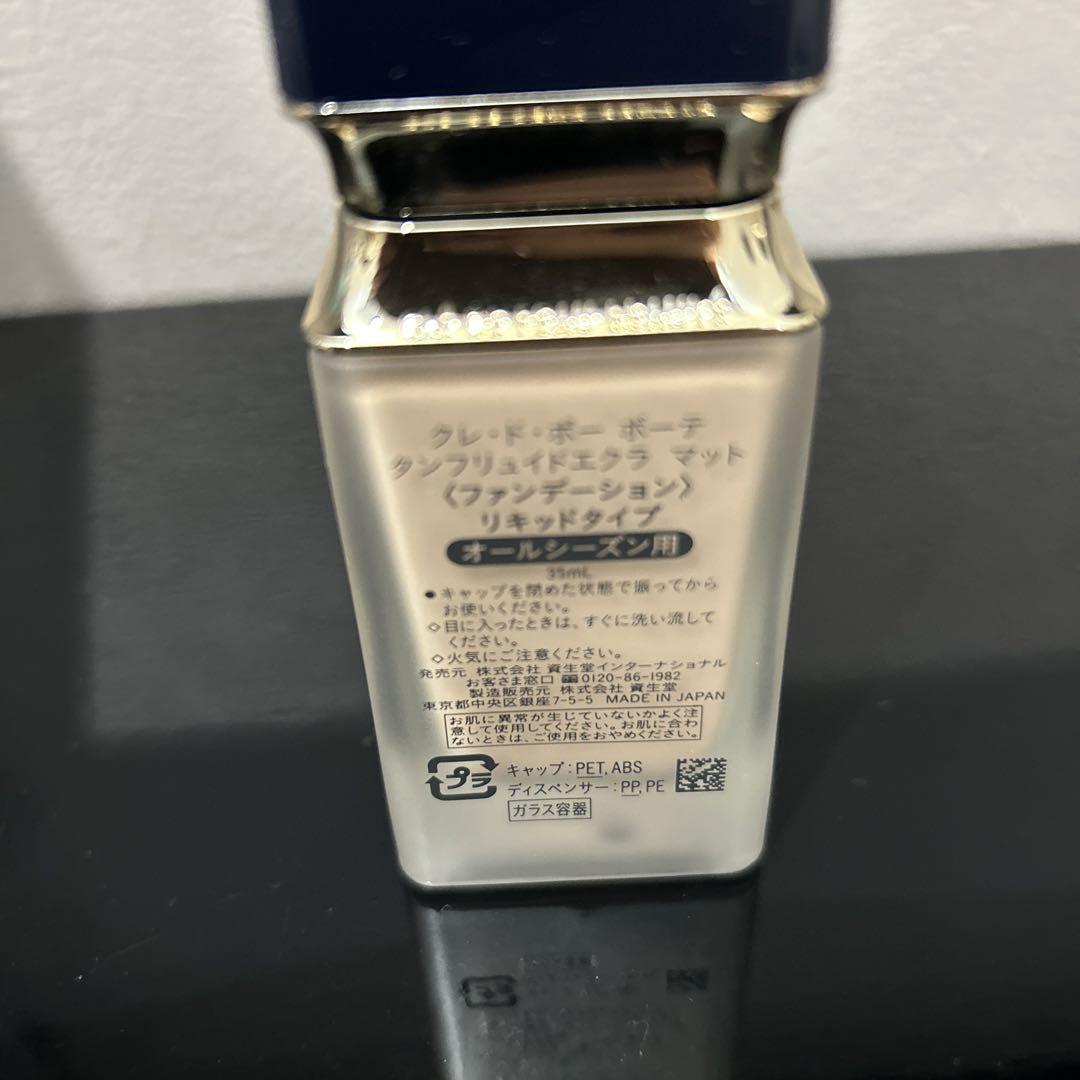 クレ・ド・ポー ボーテ
タンフリュイドエクラ マット
〈ファンデーション〉
リキッドタイプ
オールシーズン用
35mL
●キャップを閉めた状態で振ってから
お使いください。
◇目に入ったときは、すぐに洗い流して
ください。
◇火気にご注意ください。
発売元 株式会社 資生堂インターナショナル
お客さま窓口 0120-86-1982
製造販売元 株式会社 資生堂
東京都中央区銀座7-5-5 MADE IN JAPAN
お肌に異常が生じていないかよく注
意して使用してください。お肌に合わ
ないときは、ご使用をおやめください。
プラ
キャップ:PET, ABS
ディスペンサー:PP, PE
ガラス容器